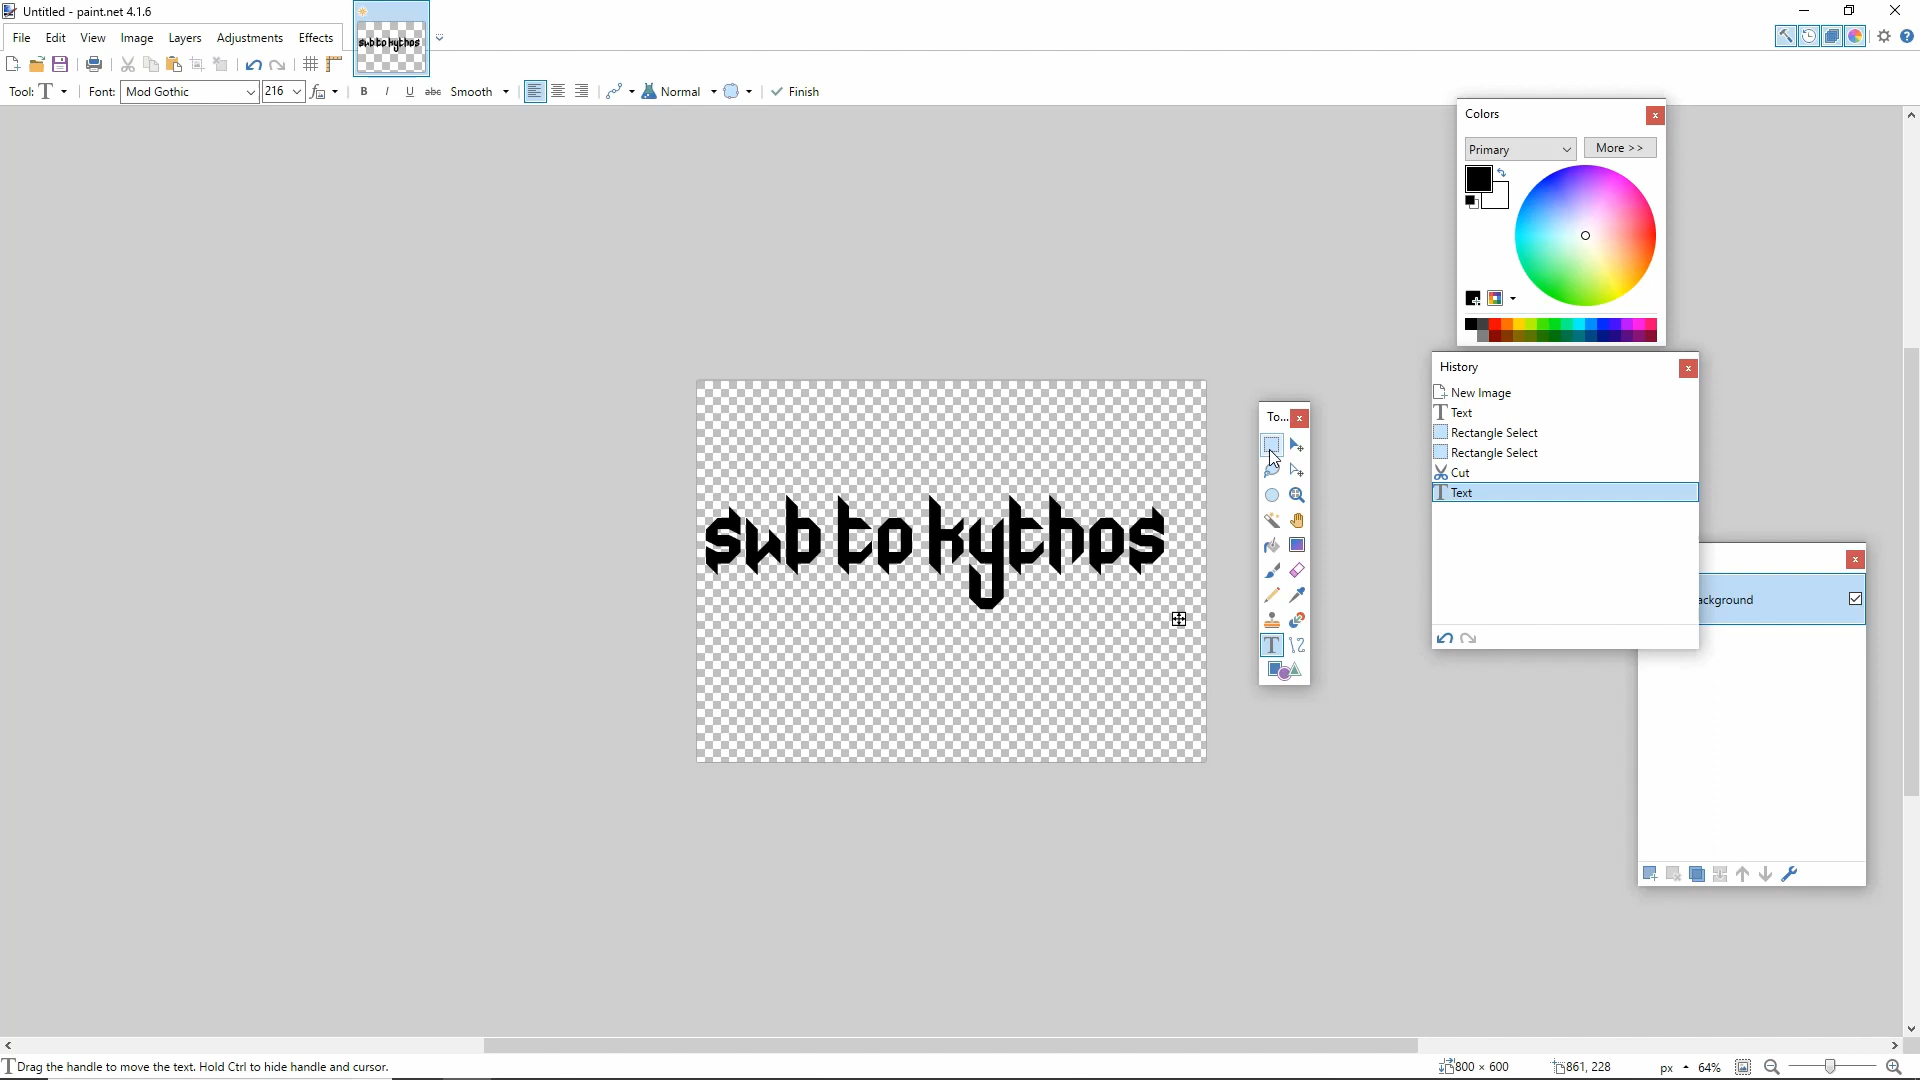 Untitled - paint.net 4.1.6
File Edit View Image Layers Adjustments Effects
Tool: Font: Mod Gothic 216 B I U abc Smooth Normal Finish
Colors
Primary More >>
History
New Image
Text
Rectangle Select
Rectangle Select
Cut
Text
To...
sub to kythos
ackground
Drag the handle to move the text. Hold Ctrl to hide handle and cursor.
800 × 600 861, 228 px 64%